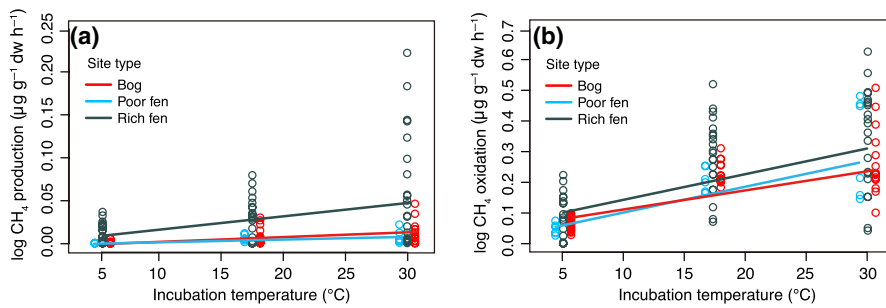 (a)
log CH₄ production (µg g⁻¹ dw h⁻¹)
0.25
0.20
0.15
0.10
0.05
0.00
Site type
Bog
Poor fen
Rich fen
5 10 15 20 25 30
Incubation temperature (°C)
(b)
log CH₄ oxidation (µg g⁻¹ dw h⁻¹)
0.7
0.6
0.5
0.4
0.3
0.2
0.1
0.0
Site type
Bog
Poor fen
Rich fen
5 10 15 20 25 30
Incubation temperature (°C)